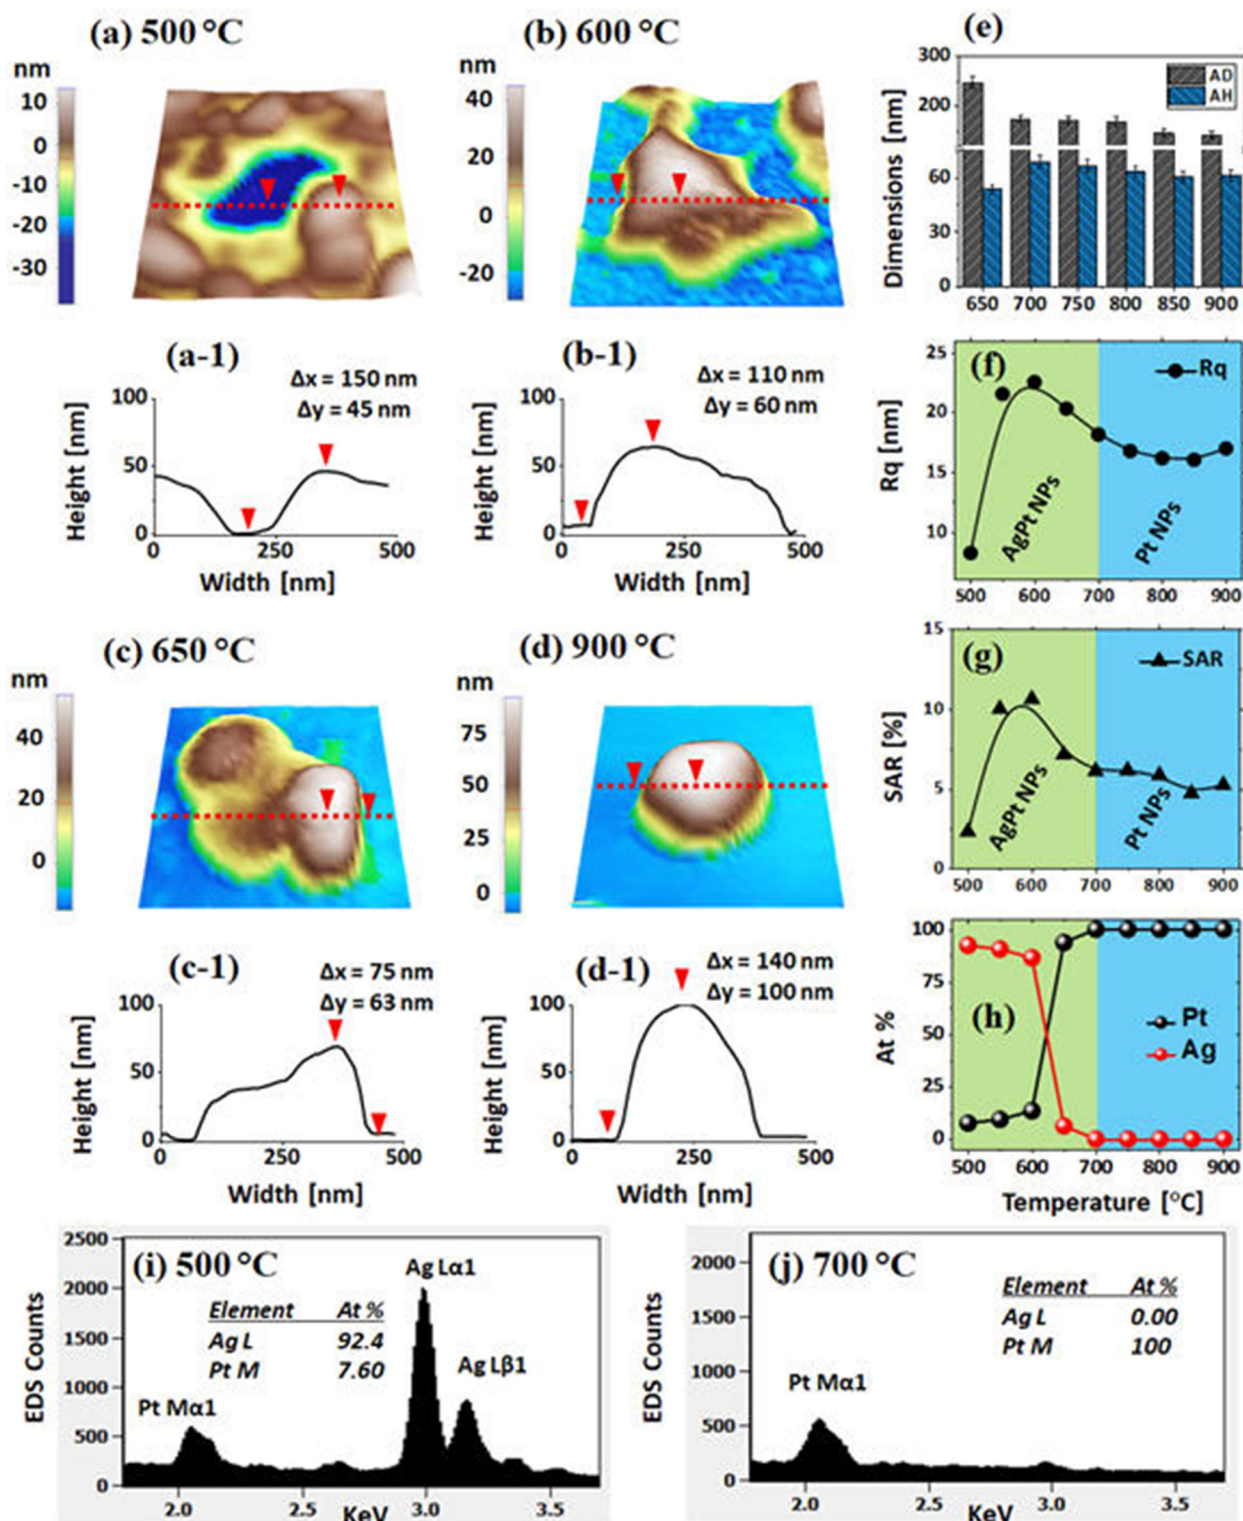 (a) 500 °C
nm
10
0
-10
-20
-30
(b) 600 °C
nm
40
20
0
-20
(e)
300
200
60
30
0
Dimensions [nm]
AD
AH
650 700 750 800 850 900
(a-1)
Δx = 150 nm
Δy = 45 nm
Height [nm]
100
50
0
0 250 500
Width [nm]
(b-1)
Δx = 110 nm
Δy = 60 nm
Height [nm]
100
50
0
0 250 500
Width [nm]
(f)
Rq
Rq [nm]
25
20
15
10
AgPt NPs
Pt NPs
500 600 700 800 900
(c) 650 °C
nm
40
20
0
(d) 900 °C
nm
75
50
25
0
(g)
SAR
SAR [%]
15
10
5
0
AgPt NPs
Pt NPs
500 600 700 800 900
(c-1)
Δx = 75 nm
Δy = 63 nm
Height [nm]
100
50
0
0 250 500
Width [nm]
(d-1)
Δx = 140 nm
Δy = 100 nm
Height [nm]
100
50
0
0 250 500
Width [nm]
(h)
Pt
Ag
At %
100
75
50
25
0
500 600 700 800 900
Temperature [°C]
(i) 500 °C
EDS Counts
2500
2000
1500
1000
500
0
Element At %
Ag L 92.4
Pt M 7.60
Pt Mα1
Ag Lα1
Ag Lβ1
2.0 2.5 3.0 3.5
KeV
(j) 700 °C
EDS Counts
2000
1500
1000
500
0
Element At %
Ag L 0.00
Pt M 100
Pt Mα1
2.0 2.5 3.0 3.5
KeV